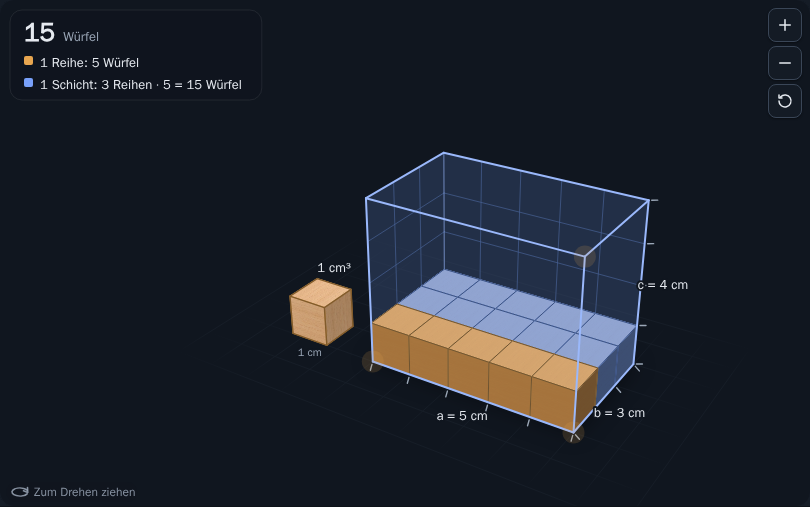 15 Würfel
1 Reihe: 5 Würfel
1 Schicht: 3 Reihen · 5 = 15 Würfel
1 cm³
1 cm
c = 4 cm
b = 3 cm
a = 5 cm
Zum Drehen ziehen